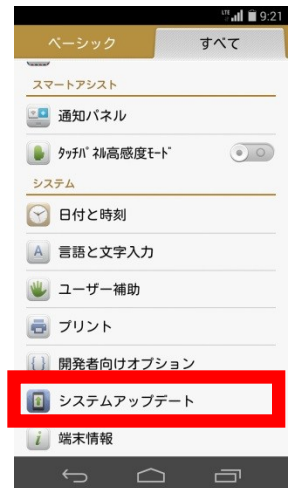 LTE 9:21
ベーシック すべて
スマートアシスト
通知パネル
ﾀｯﾁﾊﾟﾈﾙ高感度ﾓｰﾄﾞ
システム
日付と時刻
A 言語と文字入力
ユーザー補助
プリント
{} 開発者向けオプション
システムアップデート
i 端末情報